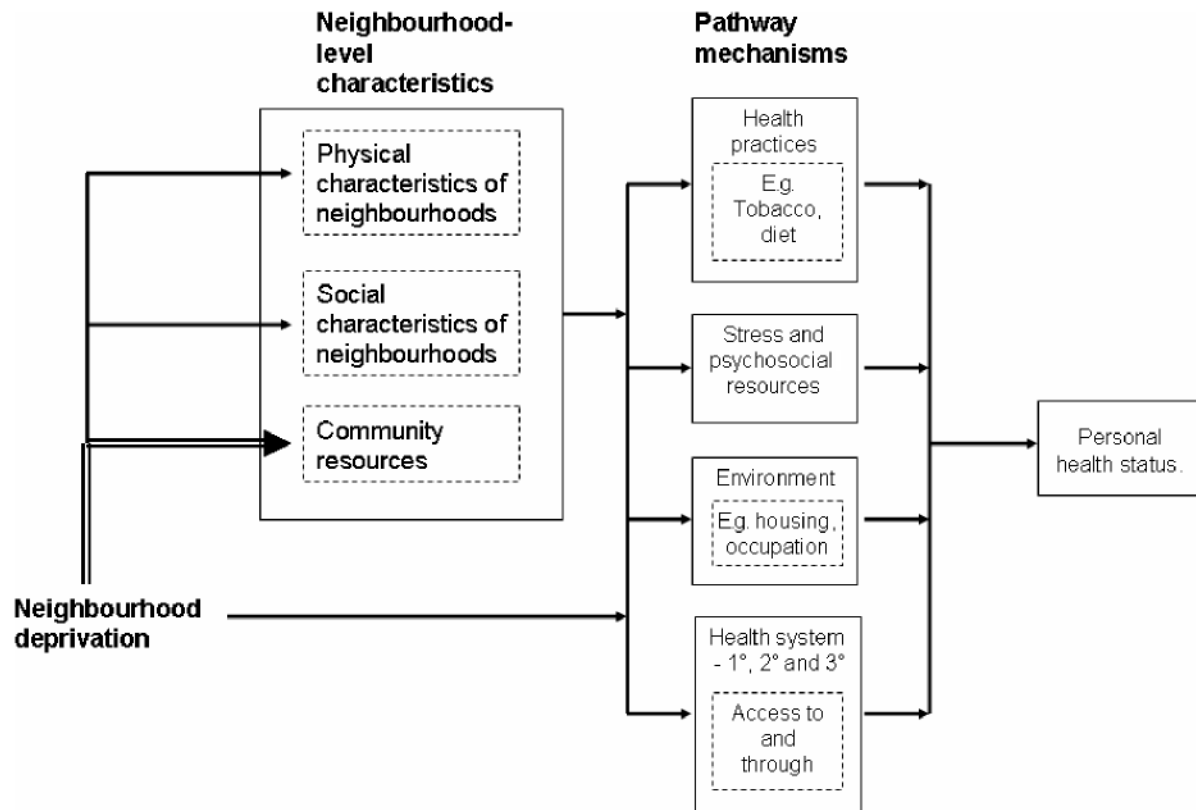 Neighbourhood-
level
characteristics
Physical
characteristics of
neighbourhoods
Social
characteristics of
neighbourhoods
Community
resources
Neighbourhood
deprivation
Pathway
mechanisms
Health
practices
E.g.
Tobacco,
diet
Stress and
psychosocial
resources
Environment
E.g. housing,
occupation
Health system
- 1°, 2° and 3°
Access to
and
through
Personal
health status.